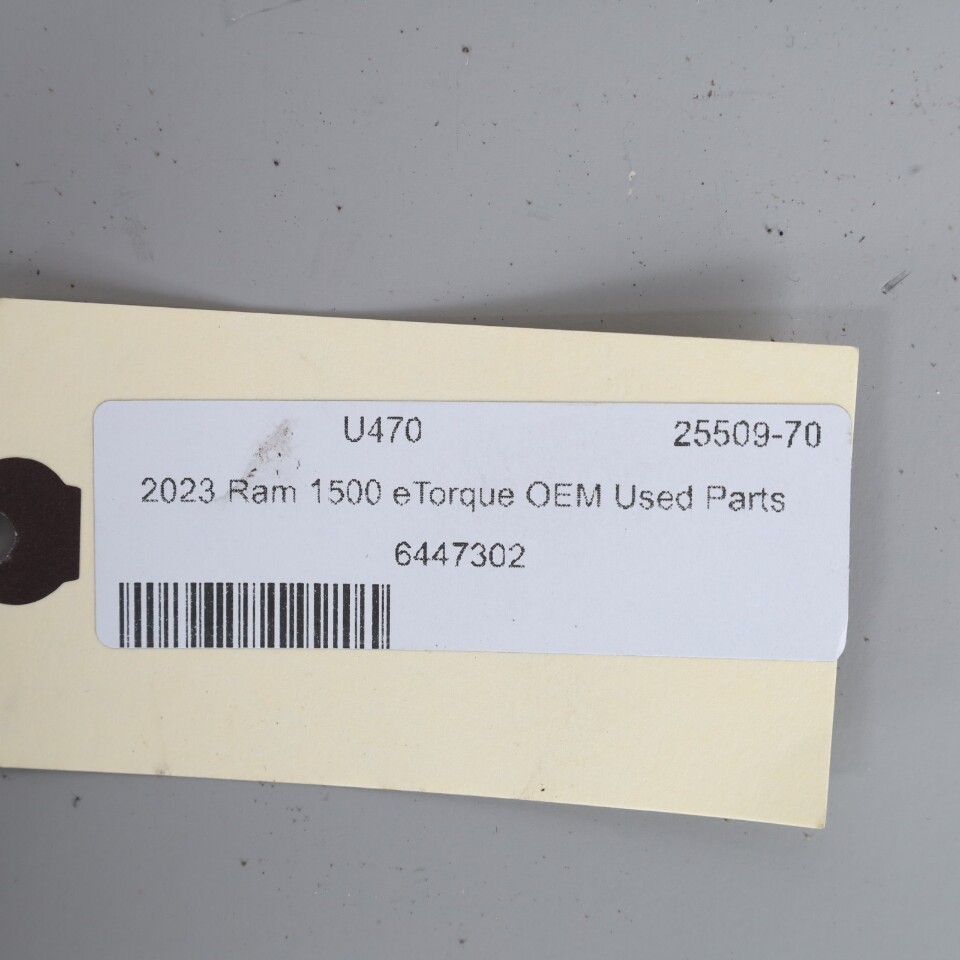 U470 25509-70
2023 Ram 1500 eTorque OEM Used Parts
6447302